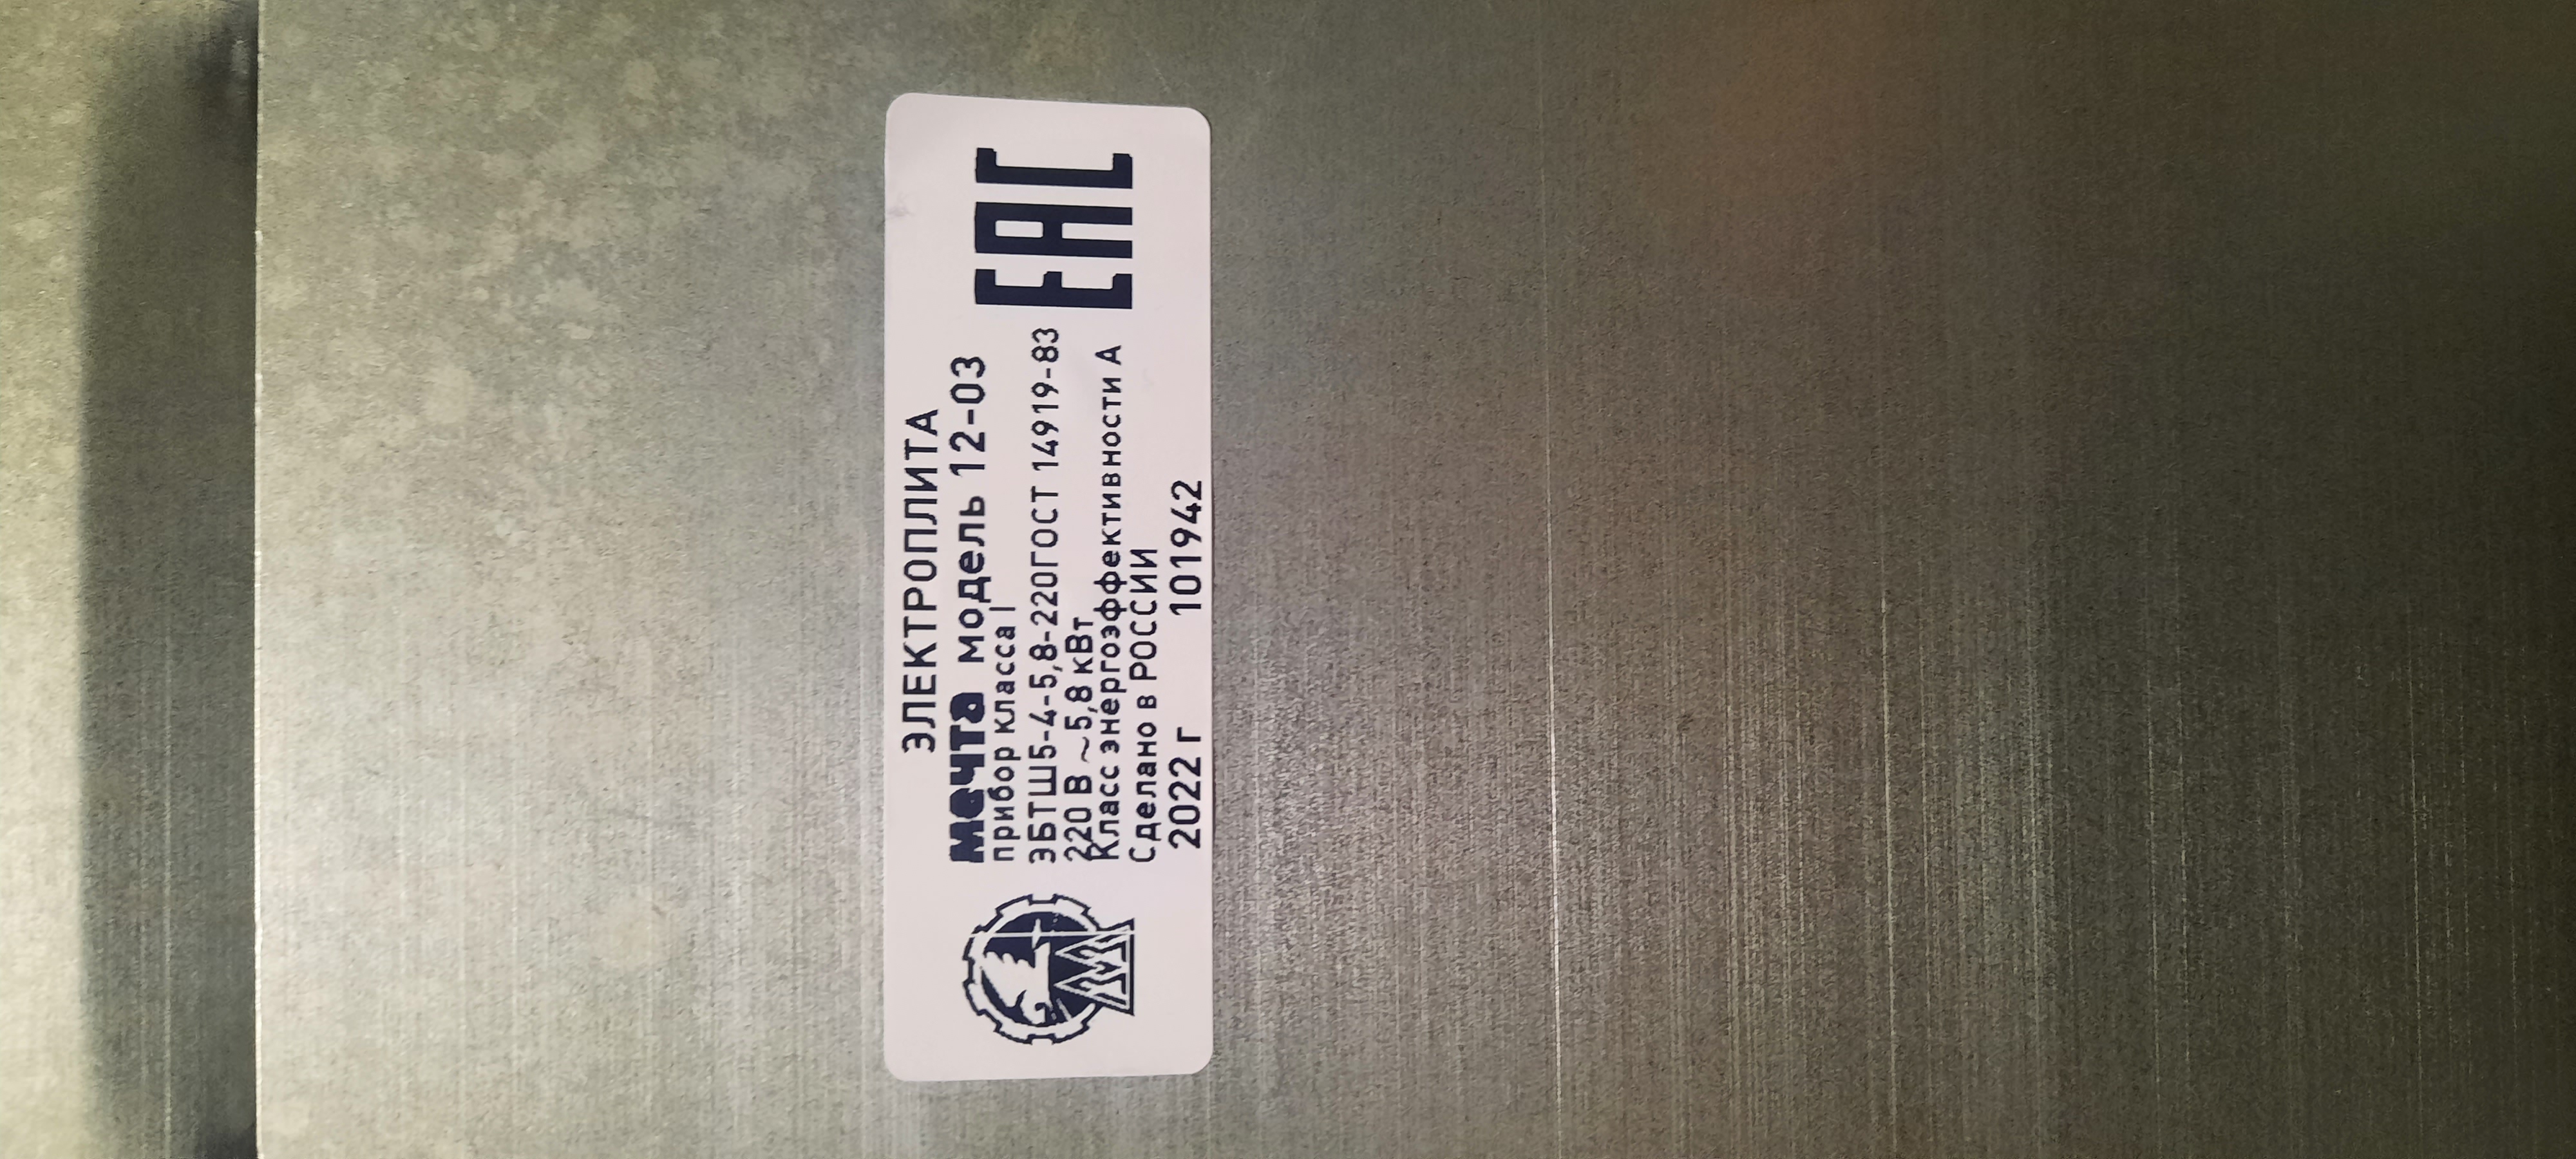 ЭЛЕКТРОПЛИТА
мечта модель 12-03
прибор класса I
ЭБТШ5-4-5,8-220ГОСТ 14919-83
220 В ~5,8 кВт
Класс энергоэффективности А
Сделано в РОССИИ
2022 г 101942
ЕАС